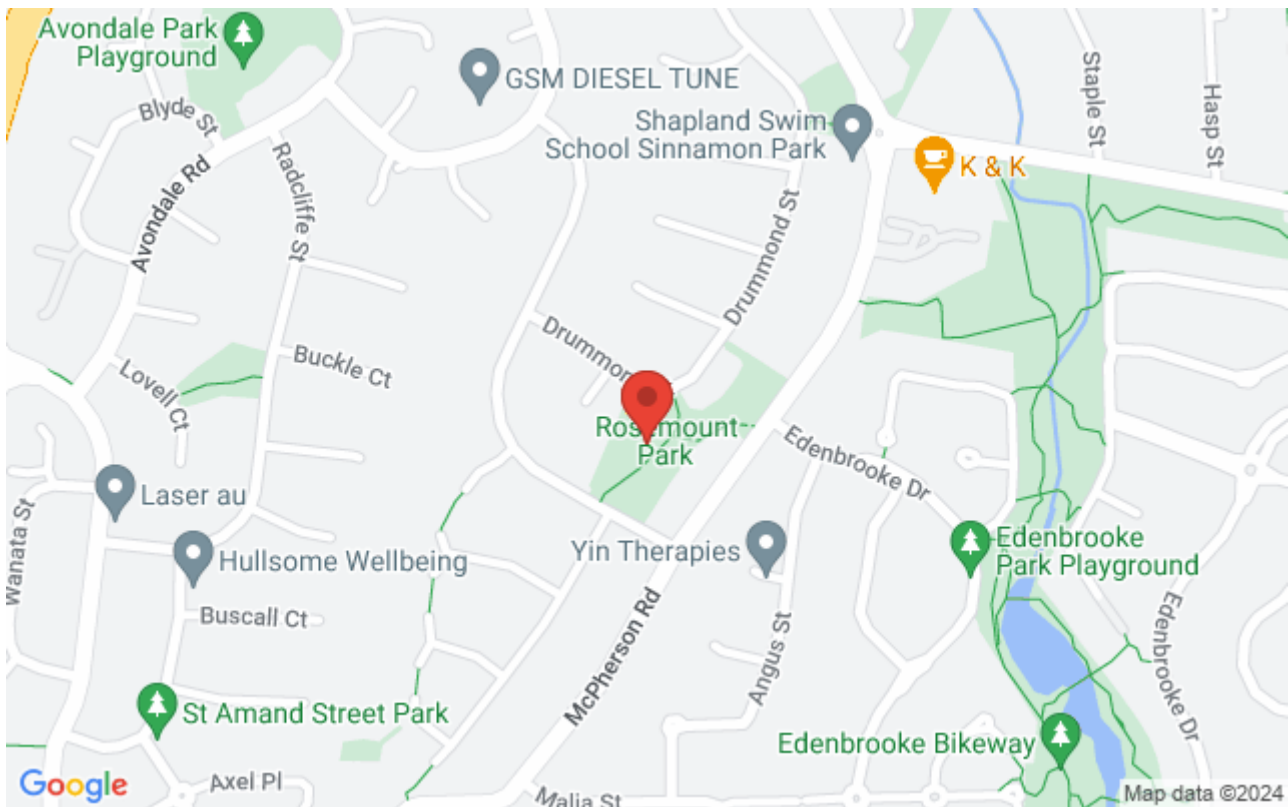 Avondale Park
Playground
GSM DIESEL TUNE
Staple St
Hasp St
Blyde St
Shapland Swim
School Sinnamon Park
K & K
Radcliffe St
Avondale Rd
Drummond St
Buckle Ct
Lovell Ct
Rosemount
Park
Edenbrooke Dr
Laser au
Wanata St
Hullsome Wellbeing
Yin Therapies
Edenbrooke
Park Playground
Buscall Ct
McPherson Rd
Angus St
Edenbrooke Dr
St Amand Street Park
Edenbrooke Bikeway
Axel Pl
Malia St
Google
Map data ©2024